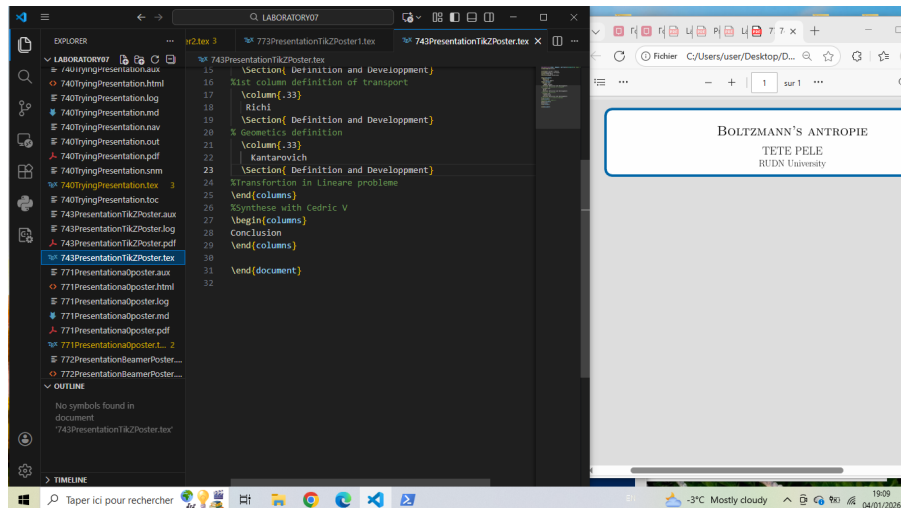 LABORATORY07
EXPLORER
LABORATORY07
740TryingPresentation.aux
740TryingPresentation.html
740TryingPresentation.log
740TryingPresentation.md
740TryingPresentation.nav
740TryingPresentation.out
740TryingPresentation.pdf
740TryingPresentation.snm
740TryingPresentation.tex 3
740TryingPresentation.toc
743PresentationTikZPoster.aux
743PresentationTikZPoster.log
743PresentationTikZPoster.pdf
743PresentationTikZPoster.tex
771Presentationa0poster.aux
771Presentationa0poster.html
771Presentationa0poster.log
771Presentationa0poster.md
771Presentationa0poster.pdf
771Presentationa0poster.t... 2
772PresentationBeamerPoster....
772PresentationBeamerPoster....
OUTLINE
No symbols found in
document
'743PresentationTikZPoster.tex'
TIMELINE
er2.tex 3 773PresentationTikZPoster1.tex 743PresentationTikZPoster.tex
743PresentationTikZPoster.tex
15 \Section{ Definition and Developpment}
16 %ist column definition of transport
17 \column{.33}
18 Richi
19 \Section{ Definition and Developpment}
20 % Geometics definition
21 \column{.33}
22 Kantarovich
23 \Section{ Definition and Developpment}
24 %Transfortion in Lineare probleme
25 \end{columns}
26 %Synthese with Cedric V
27 \begin{columns}
28 Conclusion
29 \end{columns}
30
31 \end{document}
32
Fichier C:/Users/user/Desktop/D...
1 sur 1
BOLTZMANN'S ANTROPIE
TETE PELE
RUDN University
Taper ici pour rechercher
-3°C Mostly cloudy
19:09
04/01/2026